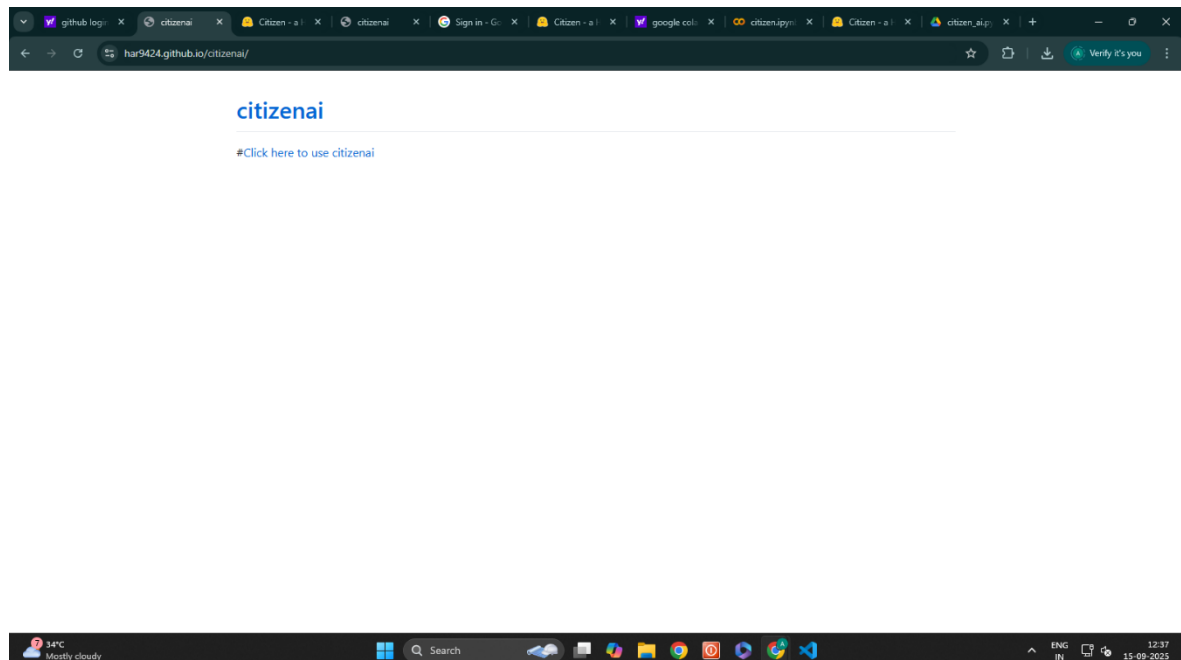 github login
citizenai
Citizen - a H
citizenai
Sign in - Go
Citizen - a H
google cola
citizen.ipyn
Citizen - a H
citizen_ai.p
har9424.github.io/citizenai/
Verify it's you
citizenai
#Click here to use citizenai
7
34°C
Mostly cloudy
Search
ENG
IN
12:37
15-09-2025